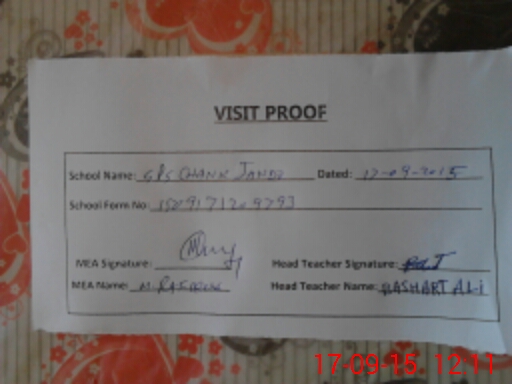 VISIT PROOF
School Name: GPS CHANK JANDI Dated: 17-09-2015
School Form No: 
MEA Signature: Head Teacher Signature:
MEA Name: M. Head Teacher Name: BASHART ALI
17-09-15 12:11